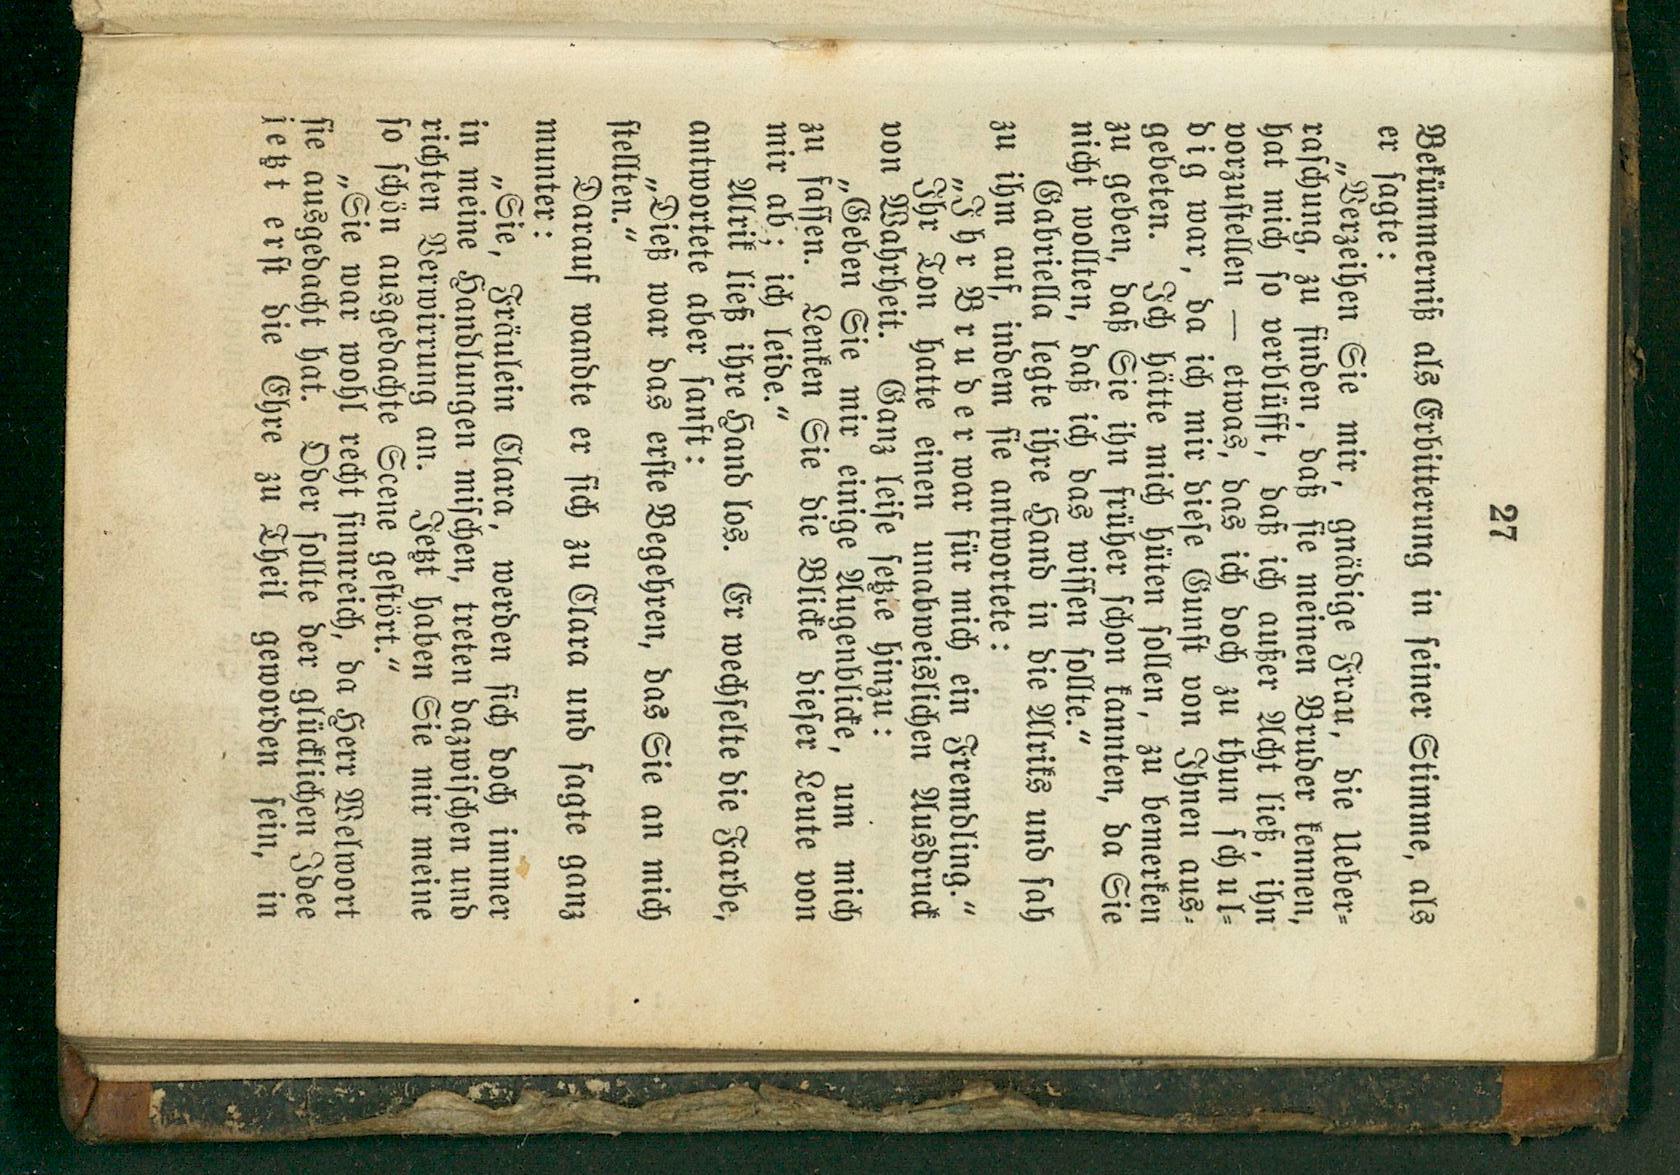 27
Bekümmerniß als Erbitterung in seiner Stimme, als
er sagte:
„Verzeihen Sie mir, gnädige Frau, die Ueber=
raschung, zu finden, daß sie meinen Bruder kennen,
hat mich so verblüfft, daß ich außer Acht ließ, ihn
vorzustellen — etwas, das ich doch zu thun schul=
dig war, da ich mir diese Gunst von Ihnen aus=
gebeten. Ich hätte mich hüten sollen, zu bemerken
zu geben, daß Sie ihn früher schon kannten, da Sie
nicht wollten, daß ich das wissen sollte.“
Gabriella legte ihre Hand in die Ulriks und sah
zu ihm auf, indem sie antwortete:
„Ihr Bruder war für mich ein Fremdling.“
Ihr Ton hatte einen unabweislichen Ausdruck
von Wahrheit. Ganz leise setzte hinzu:
„Geben Sie mir einige Augenblicke, um mich
zu fassen. Lenken Sie die Blicke dieser Leute von
mir ab; ich leide.“
Ulrik ließ ihre Hand los. Er wechselte die Farbe,
antwortete aber sanft:
„Dieß war das erste Begehren, das Sie an mich
stellten.“
Darauf wandte er sich zu Clara und sagte ganz
munter:
„Sie, Fräulein Clara, werden sich doch immer
in meine Handlungen mischen, treten dazwischen und
richten Verwirrung an. Jetzt haben Sie mir meine
so schön ausgedachte Scene gestört.“
„Sie war wohl recht sinnreich, da Herr Welwort
sie ausgedacht hat. Oder sollte der glücklichen Idee
jetzt erst die Ehre zu Theil geworden sein, in